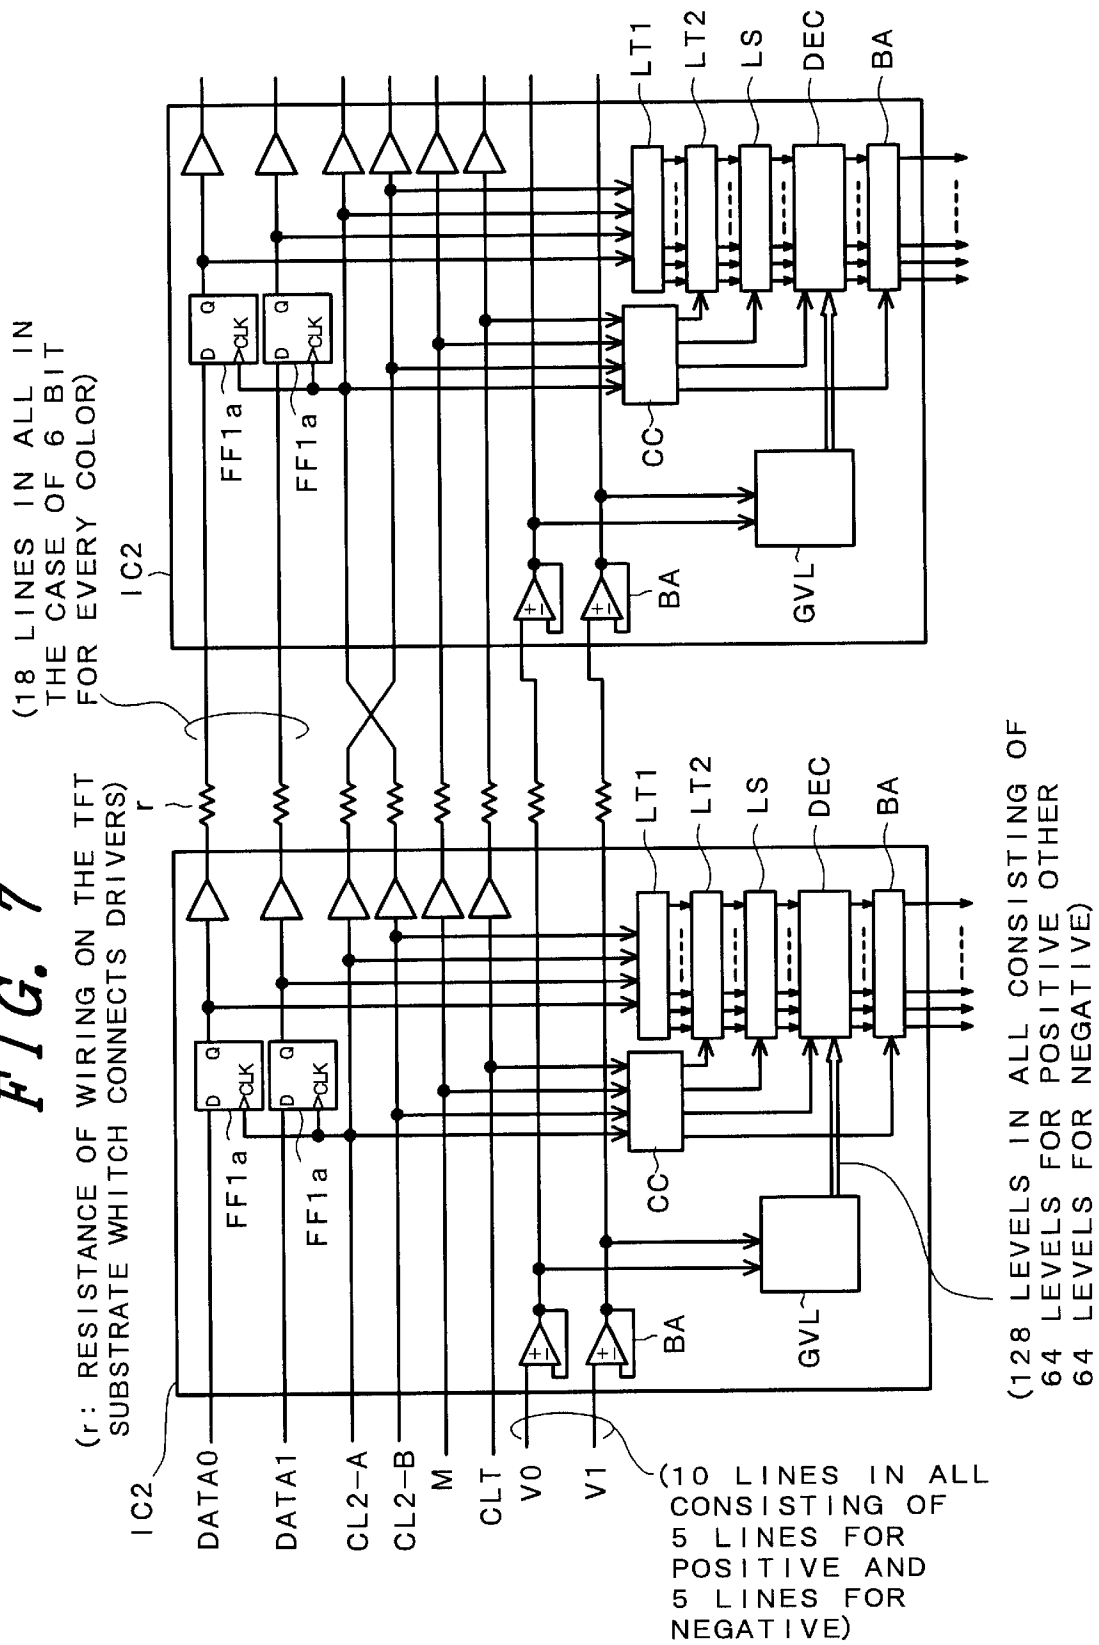 FIG. 7
(r: RESISTANCE OF WIRING ON THE TFT
SUBSTRATE WHITCH CONNECTS DRIVERS)
(18 LINES IN ALL IN
THE CASE OF 6 BIT
FOR EVERY COLOR)
IC2
r
IC2
DATA0
DATA1
CL2-A
CL2-B
M
CLT
V0
V1
D
Q
CLK
FF1a
D
Q
CLK
FF1a
+
-
+
-
BA
CC
GVL
LT1
LT2
LS
DEC
BA
D
Q
CLK
FF1a
D
Q
CLK
FF1a
+
-
+
-
BA
CC
GVL
LT1
LT2
LS
DEC
BA
(10 LINES IN ALL
CONSISTING OF
5 LINES FOR
POSITIVE AND
5 LINES FOR
NEGATIVE)
(128 LEVELS IN ALL CONSISTING OF
64 LEVELS FOR POSITIVE OTHER
64 LEVELS FOR NEGATIVE)